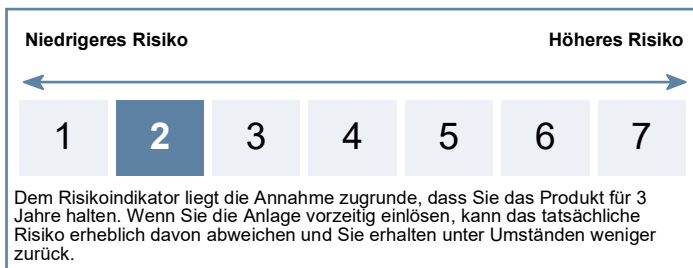 Niedrigeres Risiko Höheres Risiko
1 2 3 4 5 6 7
Dem Risikoindikator liegt die Annahme zugrunde, dass Sie das Produkt für 3
Jahre halten. Wenn Sie die Anlage vorzeitig einlösen, kann das tatsächliche
Risiko erheblich davon abweichen und Sie erhalten unter Umständen weniger
zurück.